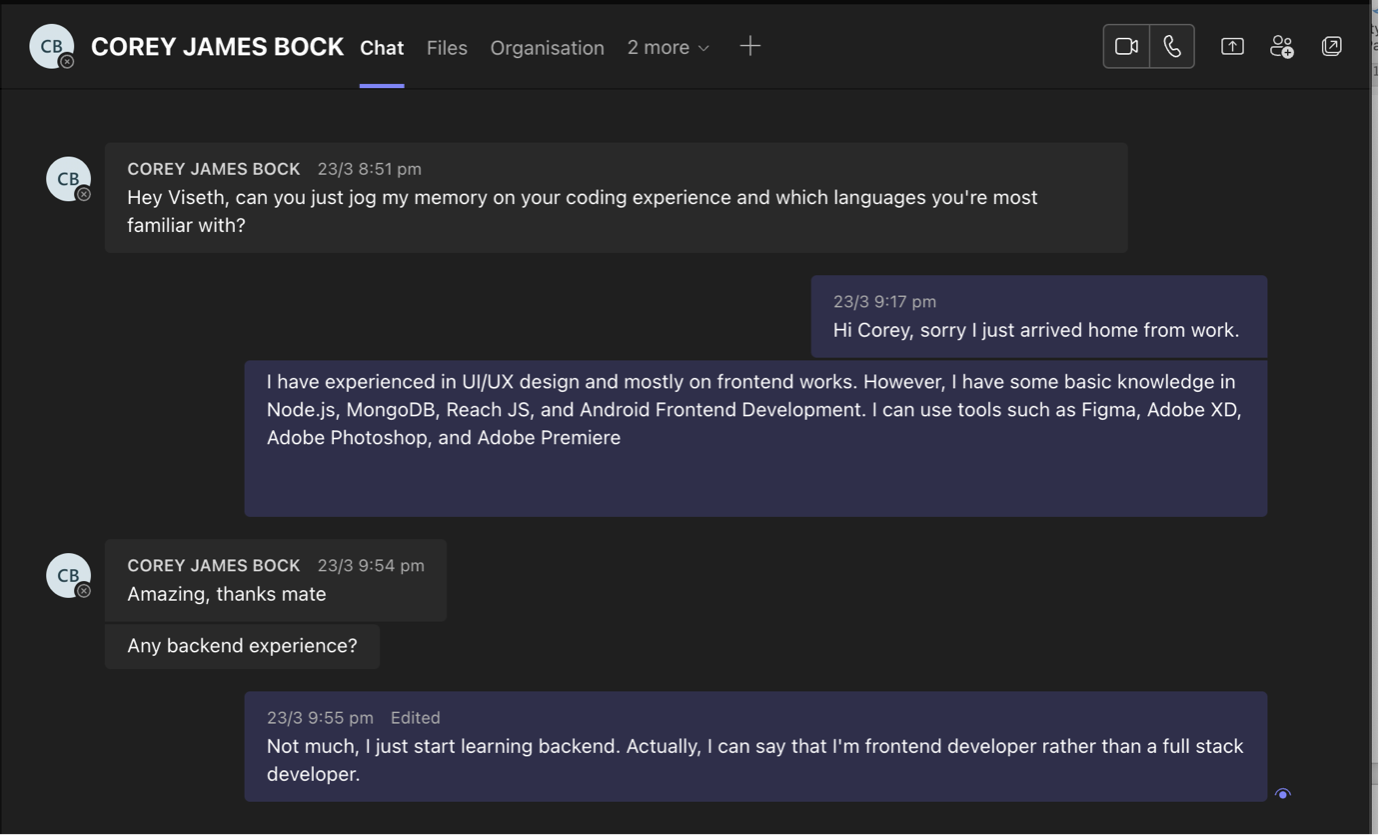 CB COREY JAMES BOCK Chat Files Organisation 2 more
CB COREY JAMES BOCK 23/3 8:51 pm
Hey Viseth, can you just jog my memory on your coding experience and which languages you're most
familiar with?
23/3 9:17 pm
Hi Corey, sorry I just arrived home from work.
I have experienced in UI/UX design and mostly on frontend works. However, I have some basic knowledge in
Node.js, MongoDB, Reach JS, and Android Frontend Development. I can use tools such as Figma, Adobe XD,
Adobe Photoshop, and Adobe Premiere
CB COREY JAMES BOCK 23/3 9:54 pm
Amazing, thanks mate
Any backend experience?
23/3 9:55 pm Edited
Not much, I just start learning backend. Actually, I can say that I'm frontend developer rather than a full stack
developer.